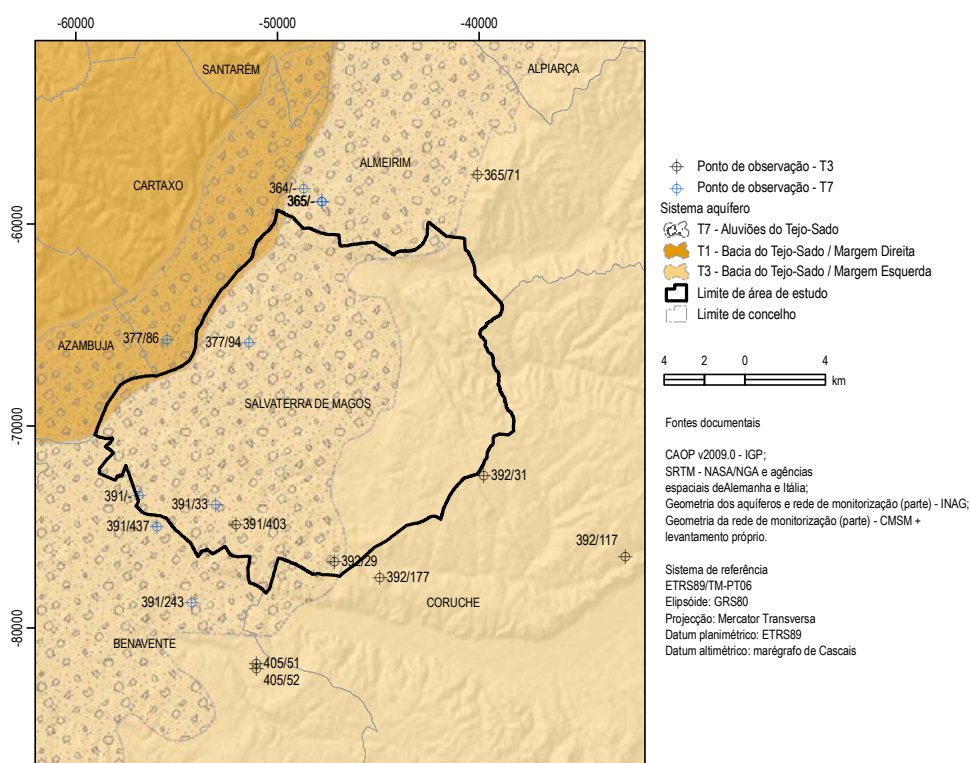 -60000
-50000
-40000
SANTARÉM
ALPIARÇA
ALMEIRIM
365/71
364/-
365/-
CARTAXO
-60000
377/86
377/94
AZAMBUJA
SALVATERRA DE MAGOS
-70000
392/31
391/-
391/33
391/437
391/403
392/29
392/177
392/117
391/243
CORUCHE
-80000
BENAVENTE
405/51
405/52
Ponto de observação - T3
Ponto de observação - T7
Sistema aquífero
T7 - Aluviões do Tejo-Sado
T1 - Bacia do Tejo-Sado / Margem Direita
T3 - Bacia do Tejo-Sado / Margem Esquerda
Limite de área de estudo
Limite de concelho
4 2 0 4
km
Fontes documentais
CAOP v2009.0 - IGP;
SRTM - NASA/NGA e agências
espaciais deAlemanha e Itália;
Geometria dos aquíferos e rede de monitorização (parte) - INAG;
Geometria da rede de monitorização (parte) - CMSM +
levantamento próprio.
Sistema de referência
ETRS89/TM-PT06
Elipsóide: GRS80
Projecção: Mercator Transversa
Datum planimétrico: ETRS89
Datum altimétrico: marégrafo de Cascais